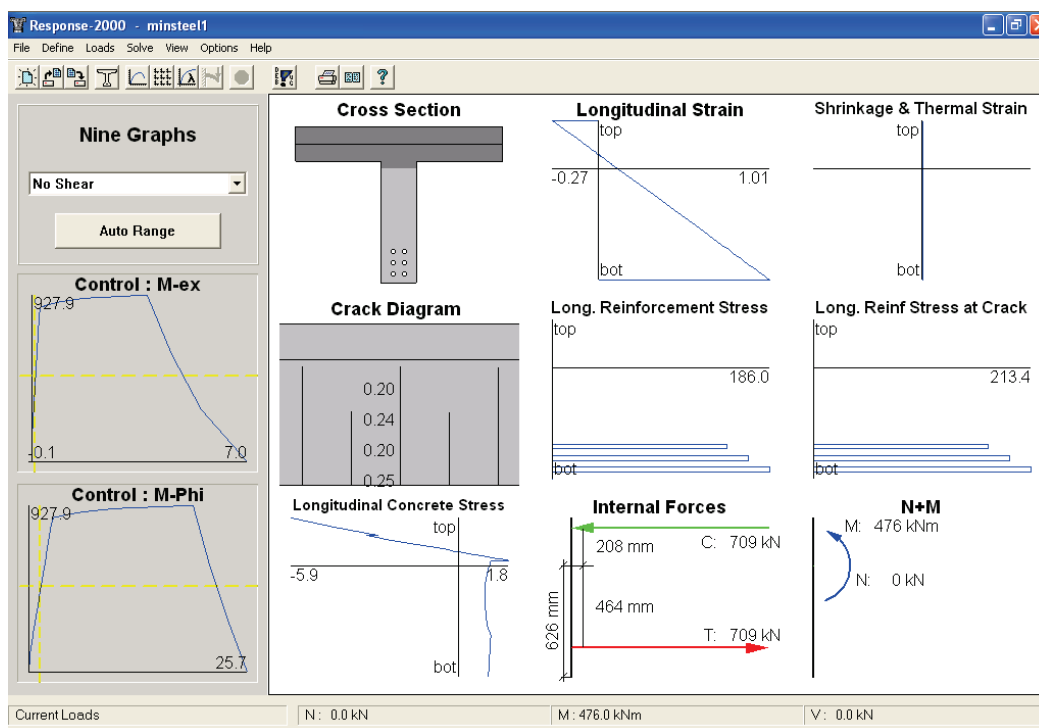 Response-2000 - minsteel1
File Define Loads Solve View Options Help
Nine Graphs
No Shear
Auto Range
Control : M-ex
927.9
-0.1 7.0
Control : M-Phi
927.9
25.7
Cross Section
Longitudinal Strain
top
-0.27 1.01
bot
Shrinkage & Thermal Strain
top
bot
Crack Diagram
0.20
0.24
0.20
0.25
Long. Reinforcement Stress
top
186.0
bot
Long. Reinf Stress at Crack
top
213.4
bot
Longitudinal Concrete Stress
top
-5.9 1.8
bot
Internal Forces
208 mm C: 709 kN
464 mm
626 mm
T: 709 kN
N+M
M: 476 kNm
N: 0 kN
Current Loads N : 0.0 kN M : 476.0 kNm V : 0.0 kN